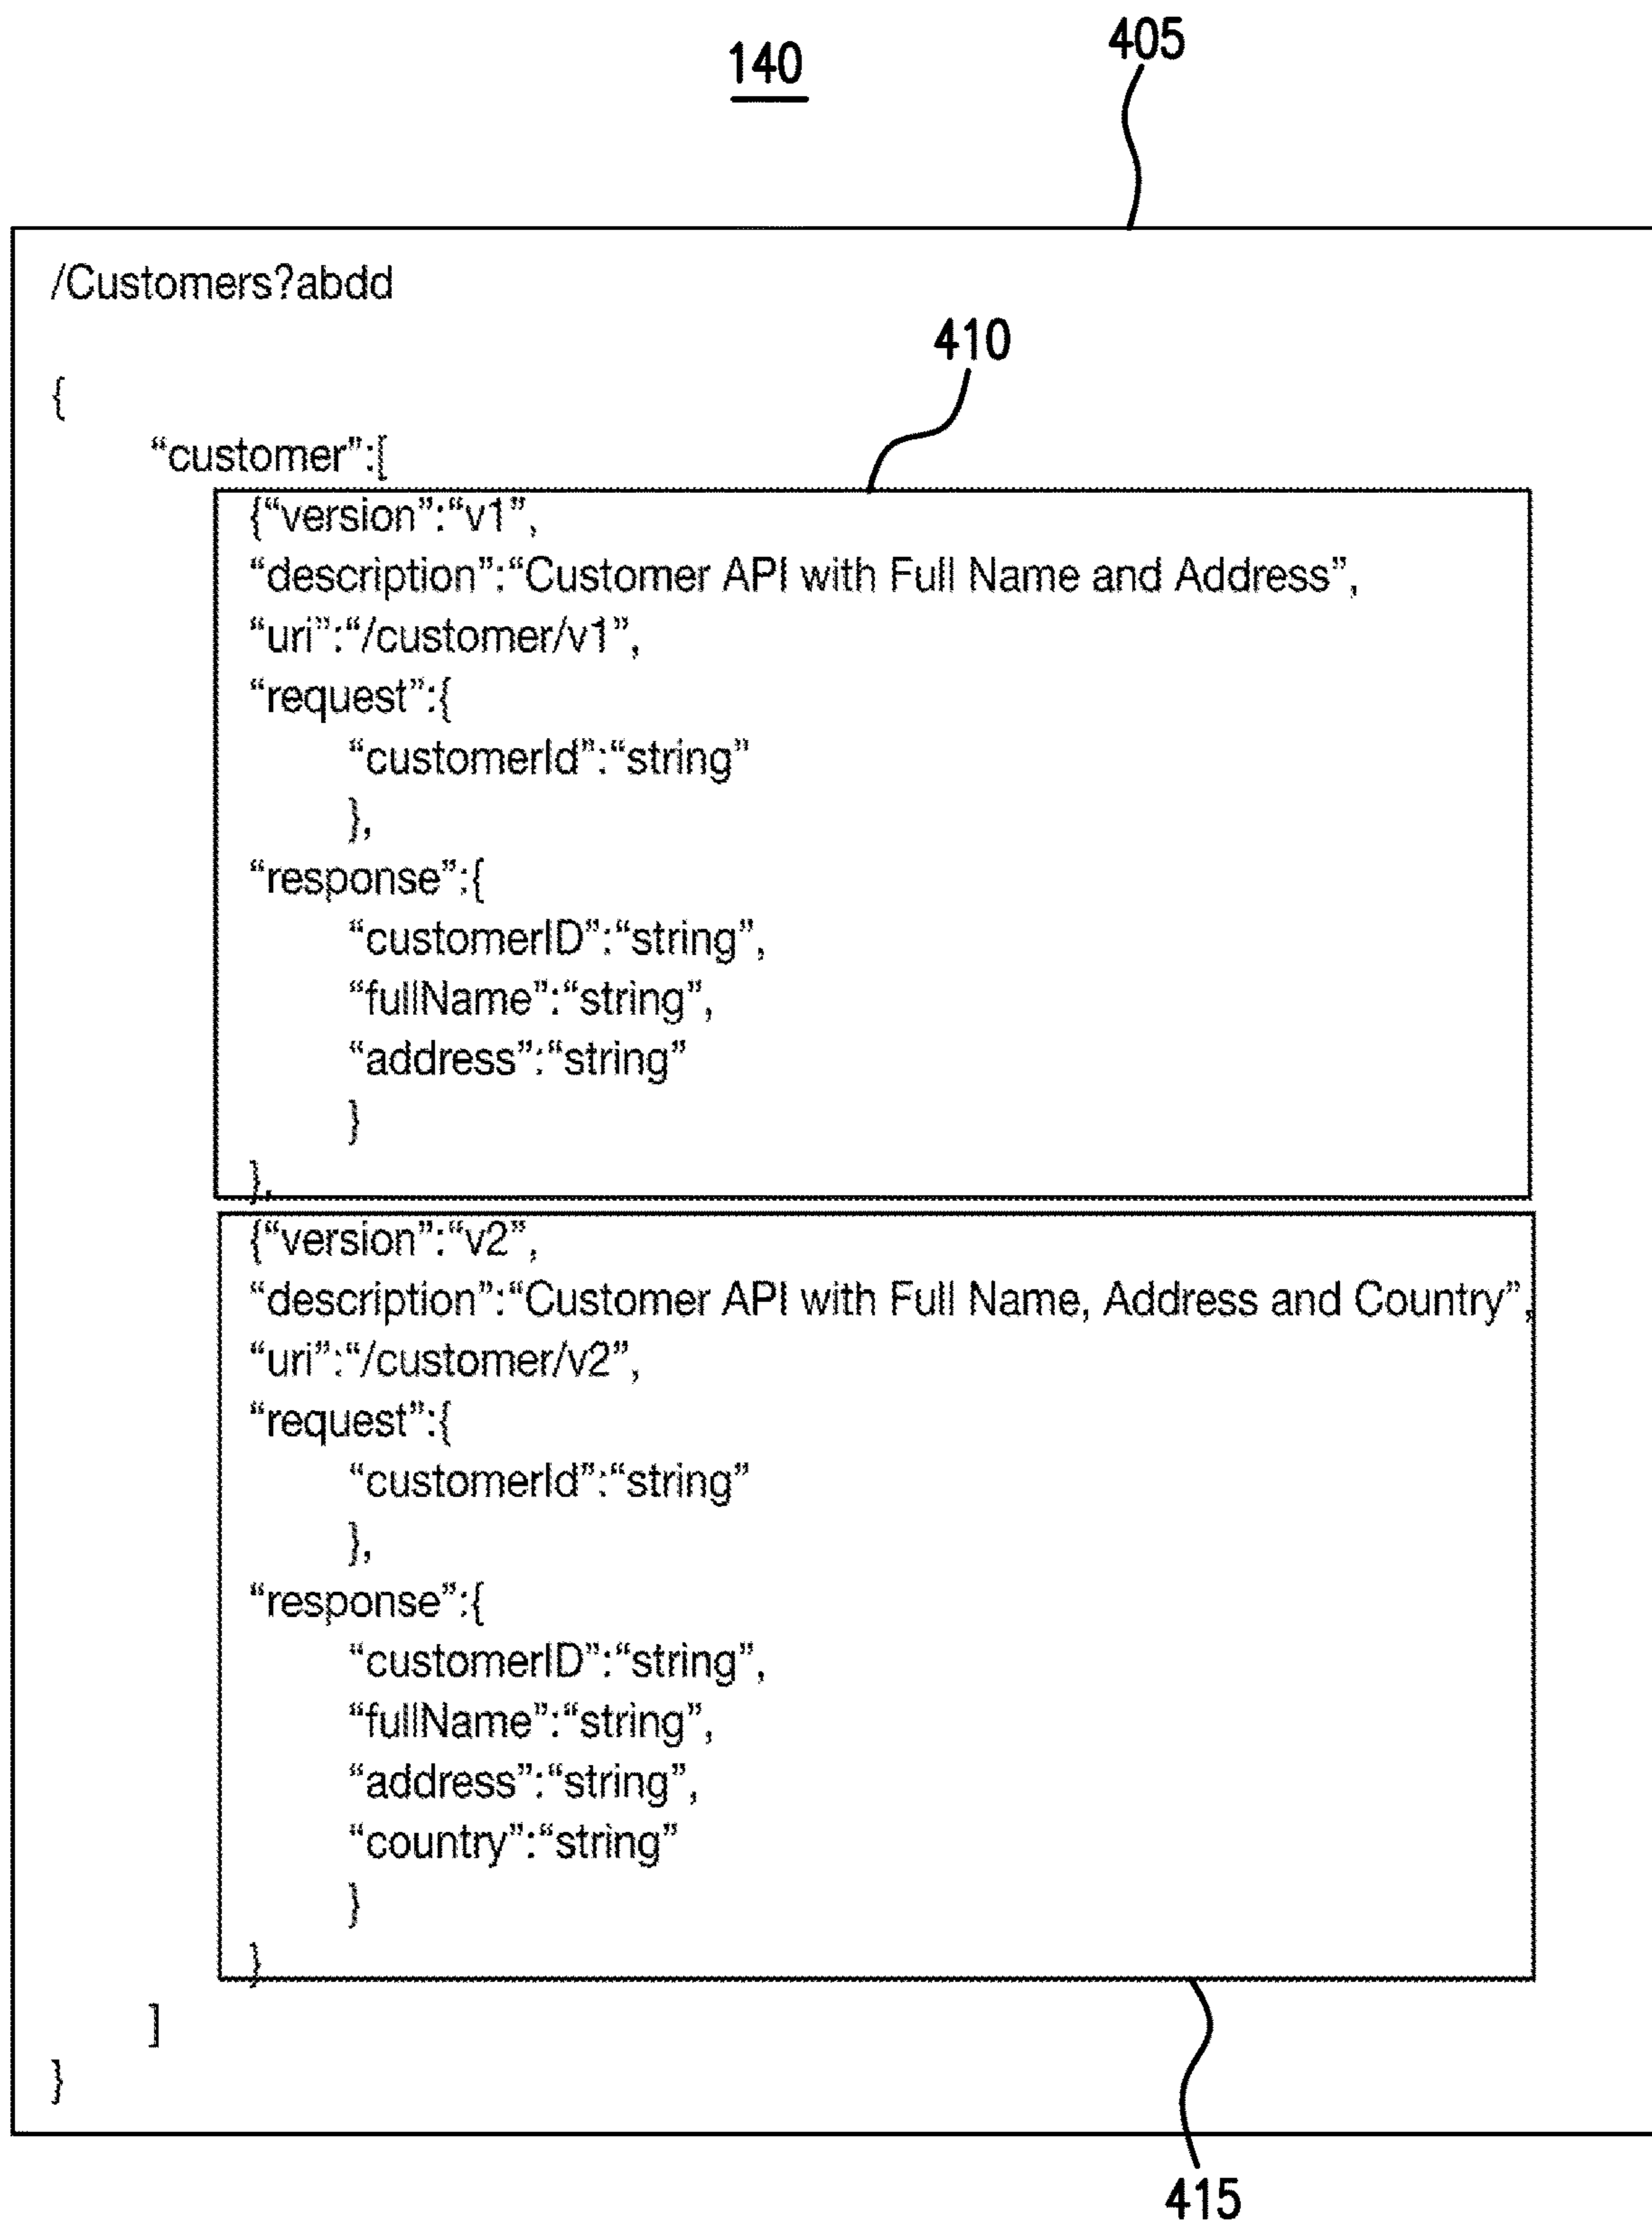 140
405
/Customers?abdd
410
{
“customer”:[
{“version”:“v1”,
“description”:“Customer API with Full Name and Address”,
“uri”:“/customer/v1”,
“request”:{
“customerId”:“string”
},
“response”:{
“customerID”:“string”,
“fullName”:“string”,
“address”:“string”
}
},
{“version”:“v2”,
“description”:“Customer API with Full Name, Address and Country”,
“uri”:“/customer/v2”,
“request”:{
“customerId”:“string”
},
“response”:{
“customerID”:“string”,
“fullName”:“string”,
“address”:“string”,
“country”:“string”
}
}
]
}
415